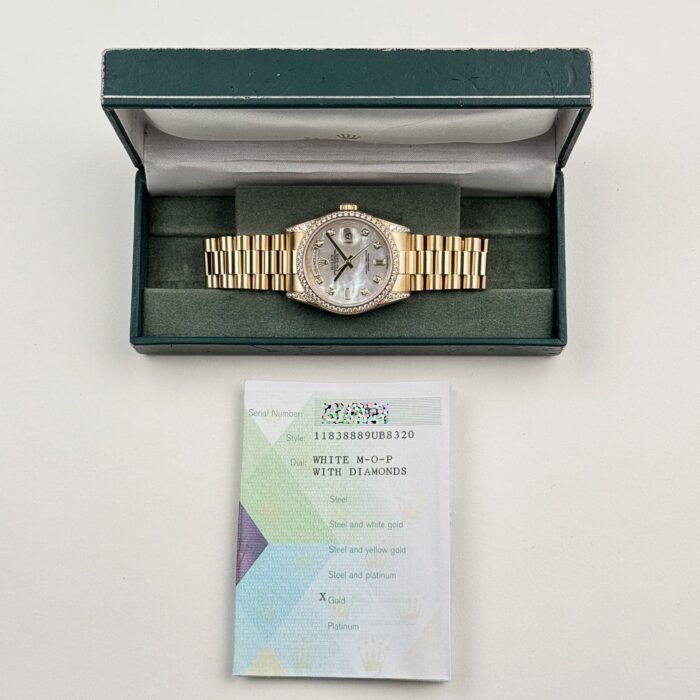 Serial Number:
Style: 11838889UB8320
Dial: WHITE M-O-P
WITH DIAMONDS
Steel
Steel and white gold
Steel and yellow gold
Steel and platinum
X Gold
Platinum